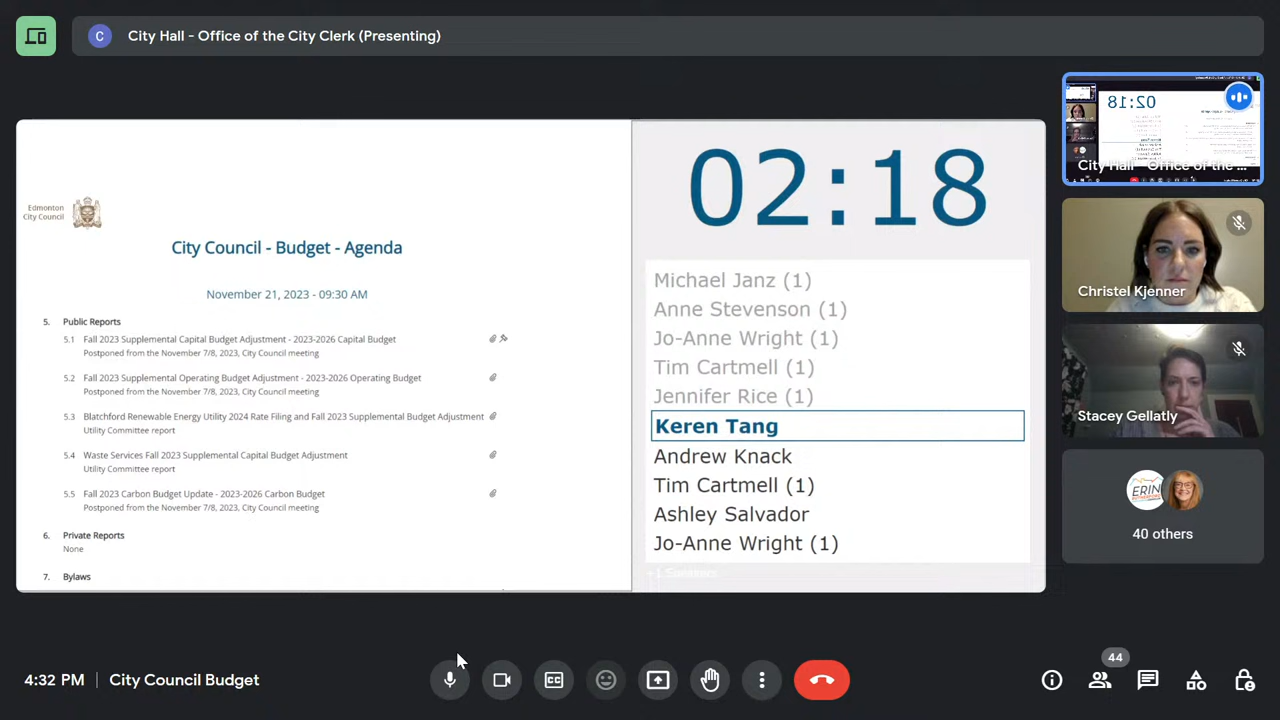 C City Hall - Office of the City Clerk (Presenting)
Edmonton
City Council
City Council - Budget - Agenda
November 21, 2023 - 09:30 AM
5. Public Reports
5.1 Fall 2023 Supplemental Capital Budget Adjustment - 2023-2026 Capital Budget
Postponed from the November 7/8, 2023, City Council meeting
5.2 Fall 2023 Supplemental Operating Budget Adjustment - 2023-2026 Operating Budget
Postponed from the November 7/8, 2023, City Council meeting
5.3 Blatchford Renewable Energy Utility 2024 Rate Filing and Fall 2023 Supplemental Budget Adjustment
Utility Committee report
5.4 Waste Services Fall 2023 Supplemental Capital Budget Adjustment
Utility Committee report
5.5 Fall 2023 Carbon Budget Update - 2023-2026 Carbon Budget
Postponed from the November 7/8, 2023, City Council meeting
6. Private Reports
None
7. Bylaws
02:18
Michael Janz (1)
Anne Stevenson (1)
Jo-Anne Wright (1)
Tim Cartmell (1)
Jennifer Rice (1)
Keren Tang
Andrew Knack
Tim Cartmell (1)
Ashley Salvador
Jo-Anne Wright (1)
+1 Speakers
02:18
City Hall - Office of the ...
Christel Kjenner
Stacey Gellatly
ERIN
40 others
4:32 PM | City Council Budget
CC
44